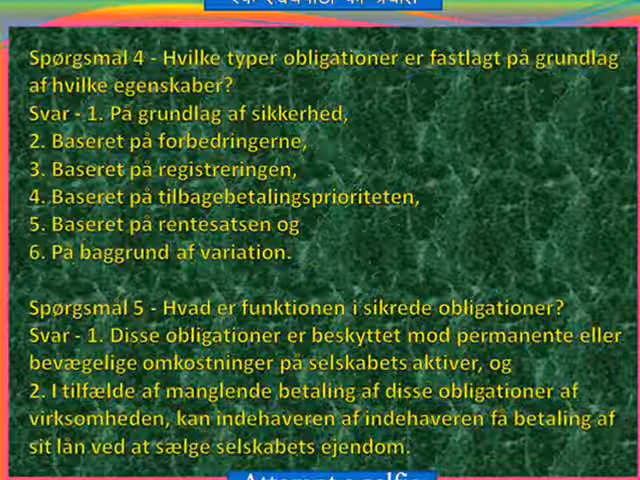 Spørgsmål 4 - Hvilke typer obligationer er fastlagt på grundlag
af hvilke egenskaber?
Svar - 1. På grundlag af sikkerhed,
2. Baseret på forbedringerne,
3. Baseret på registreringen,
4. Baseret på tilbagebetalingsprioriteten,
5. Baseret på rentesatsen og
6. På baggrund af variation.
Spørgsmål 5 - Hvad er funktionen i sikrede obligationer?
Svar - 1. Disse obligationer er beskyttet mod permanente eller
bevægelige omkostninger på selskabets aktiver, og
2. I tilfælde af manglende betaling af disse obligationer af
virksomheden, kan indehaveren af indehaveren få betaling af
sit lån ved at sælge selskabets ejendom.